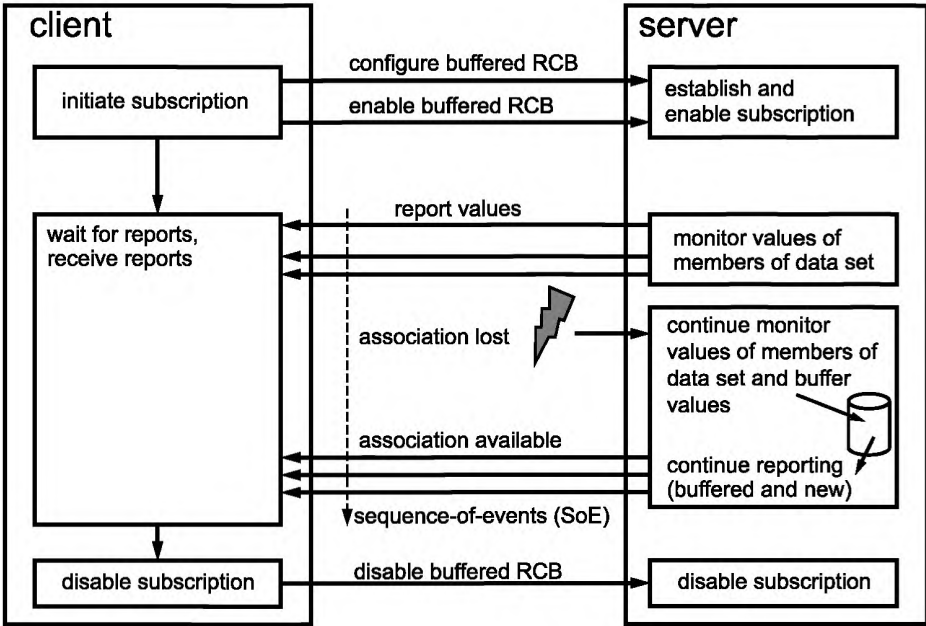 client
server
configure buffered RCB
initiate subscription
enable buffered RCB
establish and
enable subscription
report values
wait for reports,
receive reports
monitor values of
members of data set
association lost
continue monitor
values of members of
data set and buffer
values
association available
continue reporting
(buffered and new)
sequence-of-events (SoE)
disable subscription
disable buffered RCB
disable subscription